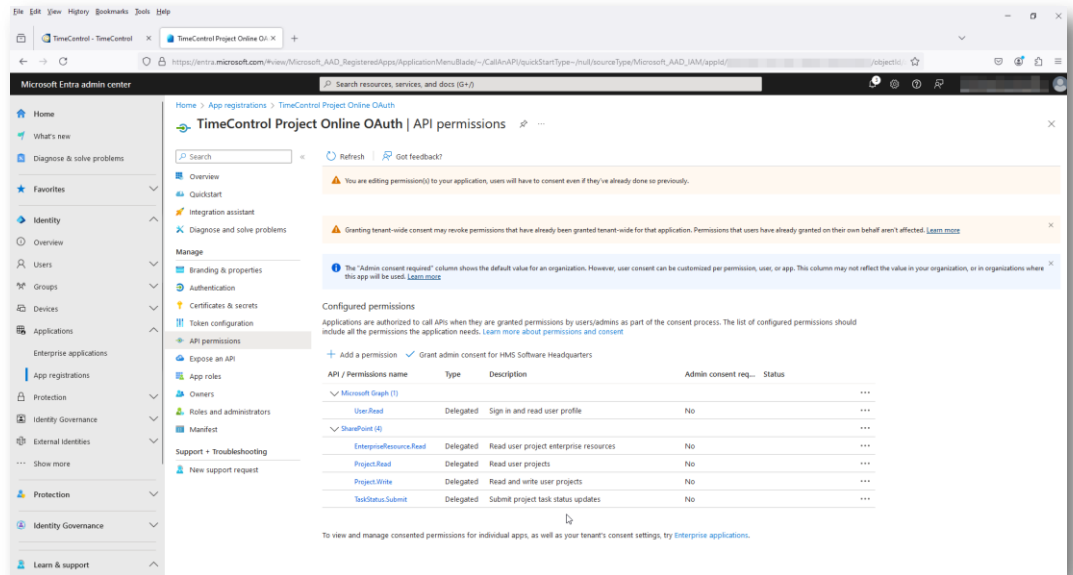 File Edit View History Bookmarks Tools Help
TimeControl - TimeControl
TimeControl Project Online OA
https://entra.microsoft.com/#view/Microsoft_AAD_RegisteredApps/ApplicationMenuBlade/~/CallAnAPI/quickStartType~/null/sourceType/Microsoft_AAD_IAM/appId/ /objectId/
Microsoft Entra admin center
Search resources, services, and docs (G+/)
Home > App registrations > TimeControl Project Online OAuth
TimeControl Project Online OAuth | API permissions
Home
What's new
Diagnose & solve problems
Favorites
Identity
Overview
Users
Groups
Devices
Applications
Enterprise applications
App registrations
Protection
Identity Governance
External Identities
Show more
Protection
Identity Governance
Learn & support
Search
Overview
Quickstart
Integration assistant
Diagnose and solve problems
Manage
Branding & properties
Authentication
Certificates & secrets
Token configuration
API permissions
Expose an API
App roles
Owners
Roles and administrators
Manifest
Support + Troubleshooting
New support request
Refresh Got feedback?
You are editing permission(s) to your application, users will have to consent even if they've already done so previously.
Granting tenant-wide consent may revoke permissions that have already been granted tenant-wide for that application. Permissions that users have already granted on their own behalf aren't affected. Learn more
The "Admin consent required" column shows the default value for an organization. However, user consent can be customized per permission, user, or app. This column may not reflect the value in your organization, or in organizations where
this app will be used. Learn more
Configured permissions
Applications are authorized to call APIs when they are granted permissions by users/admins as part of the consent process. The list of configured permissions should
include all the permissions the application needs. Learn more about permissions and consent
Add a permission Grant admin consent for HMS Software Headquarters
API / Permissions name Type Description Admin consent req... Status
Microsoft Graph (1)
User.Read Delegated Sign in and read user profile No
SharePoint (4)
EnterpriseResource.Read Delegated Read user project enterprise resources No
Project.Read Delegated Read user projects No
Project.Write Delegated Read and write user projects No
TaskStatus.Submit Delegated Submit project task status updates No
To view and manage consented permissions for individual apps, as well as your tenant's consent settings, try Enterprise applications.